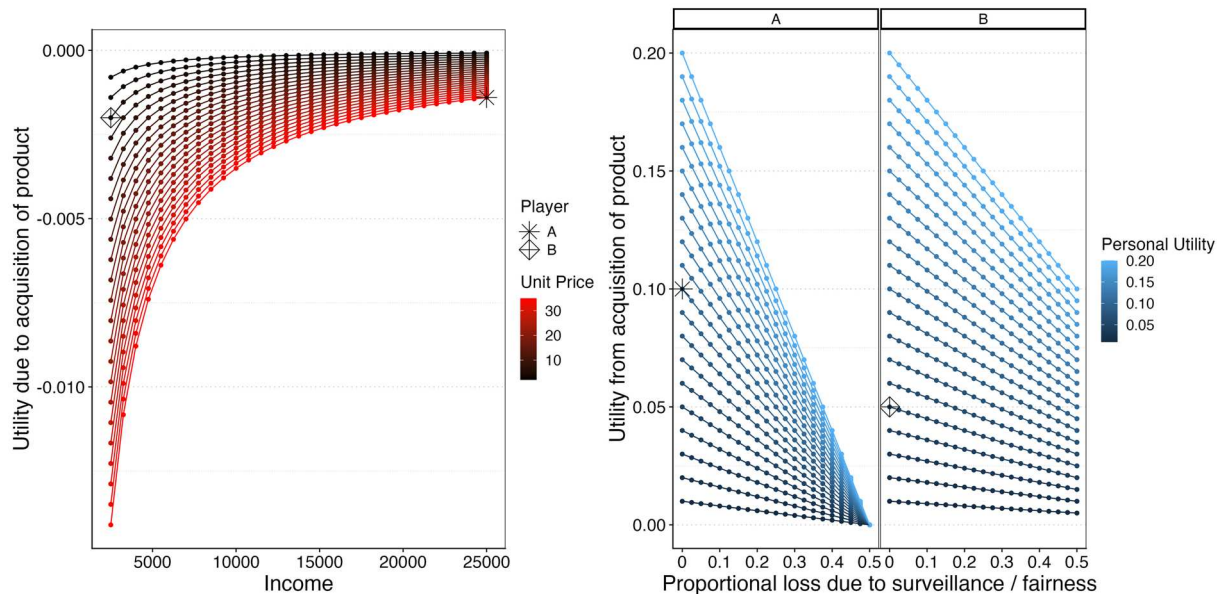 0.000
-0.005
-0.010
Utility due to acquisition of product
5000 10000 15000 20000 25000
Income
Player
A
B
Unit Price
30
20
10
A B
0.20
0.15
0.10
0.05
0.00
Utility from acquisition of product
0 0.1 0.2 0.3 0.4 0.5 0 0.1 0.2 0.3 0.4 0.5
Proportional loss due to surveillance / fairness
Personal Utility
0.20
0.15
0.10
0.05